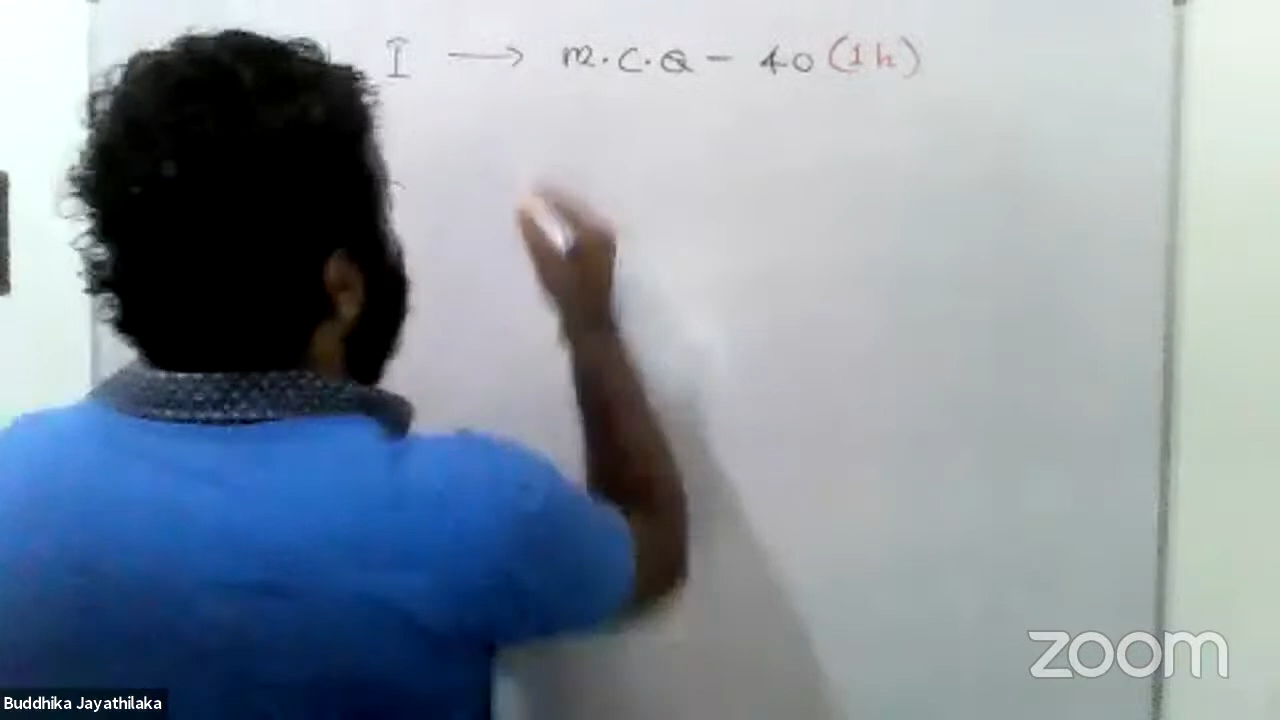 I → M.C.Q - 40 (1h)
zoom
Buddhika Jayathilaka